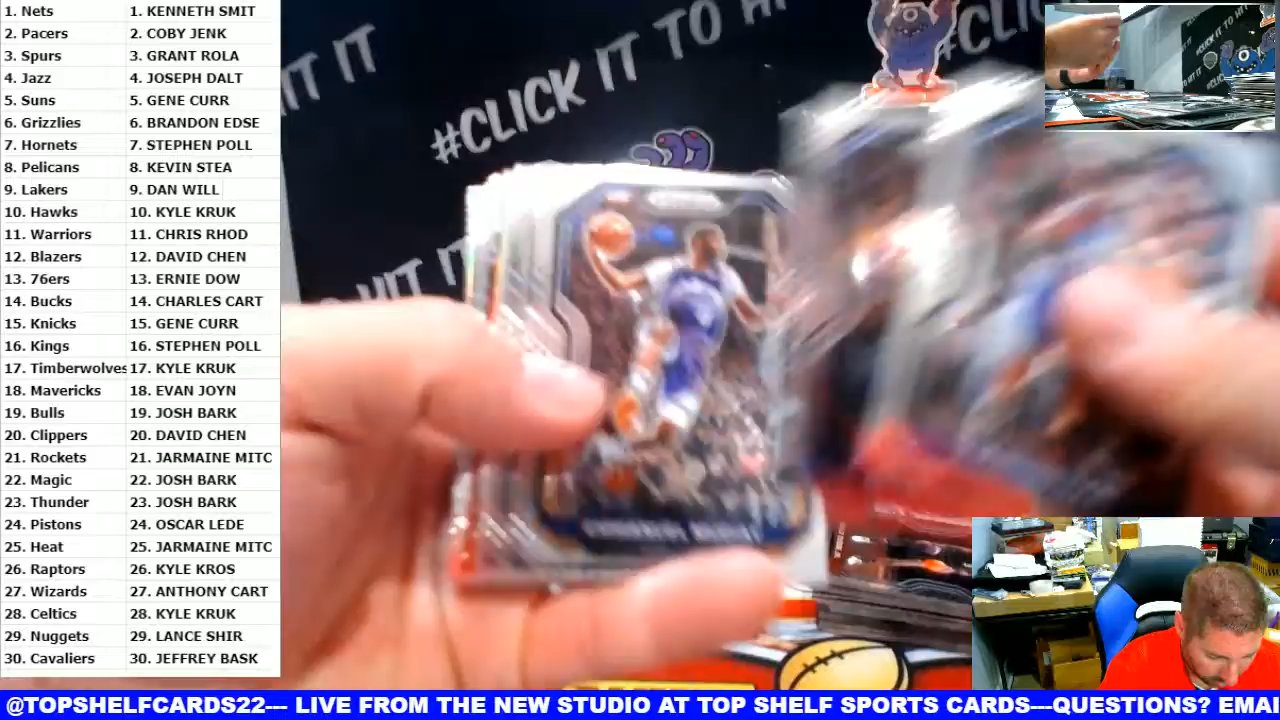 1. Nets 1. KENNETH SMIT
2. Pacers 2. COBY JENK
3. Spurs 3. GRANT ROLA
4. Jazz 4. JOSEPH DALT
5. Suns 5. GENE CURR
6. Grizzlies 6. BRANDON EDSE
7. Hornets 7. STEPHEN POLL
8. Pelicans 8. KEVIN STEA
9. Lakers 9. DAN WILL
10. Hawks 10. KYLE KRUK
11. Warriors 11. CHRIS RHOD
12. Blazers 12. DAVID CHEN
13. 76ers 13. ERNIE DOW
14. Bucks 14. CHARLES CART
15. Knicks 15. GENE CURR
16. Kings 16. STEPHEN POLL
17. Timberwolves 17. KYLE KRUK
18. Mavericks 18. EVAN JOYN
19. Bulls 19. JOSH BARK
20. Clippers 20. DAVID CHEN
21. Rockets 21. JARMAINE MITC
22. Magic 22. JOSH BARK
23. Thunder 23. JOSH BARK
24. Pistons 24. OSCAR LEDE
25. Heat 25. JARMAINE MITC
26. Raptors 26. KYLE KROS
27. Wizards 27. ANTHONY CART
28. Celtics 28. KYLE KRUK
29. Nuggets 29. LANCE SHIR
30. Cavaliers 30. JEFFREY BASK
HIT IT
#CLICK IT TO HIT
#CLICK
HIT IT
@TOPSHELFCARDS22--- LIVE FROM THE NEW STUDIO AT TOP SHELF SPORTS CARDS---QUESTIONS? EMAI